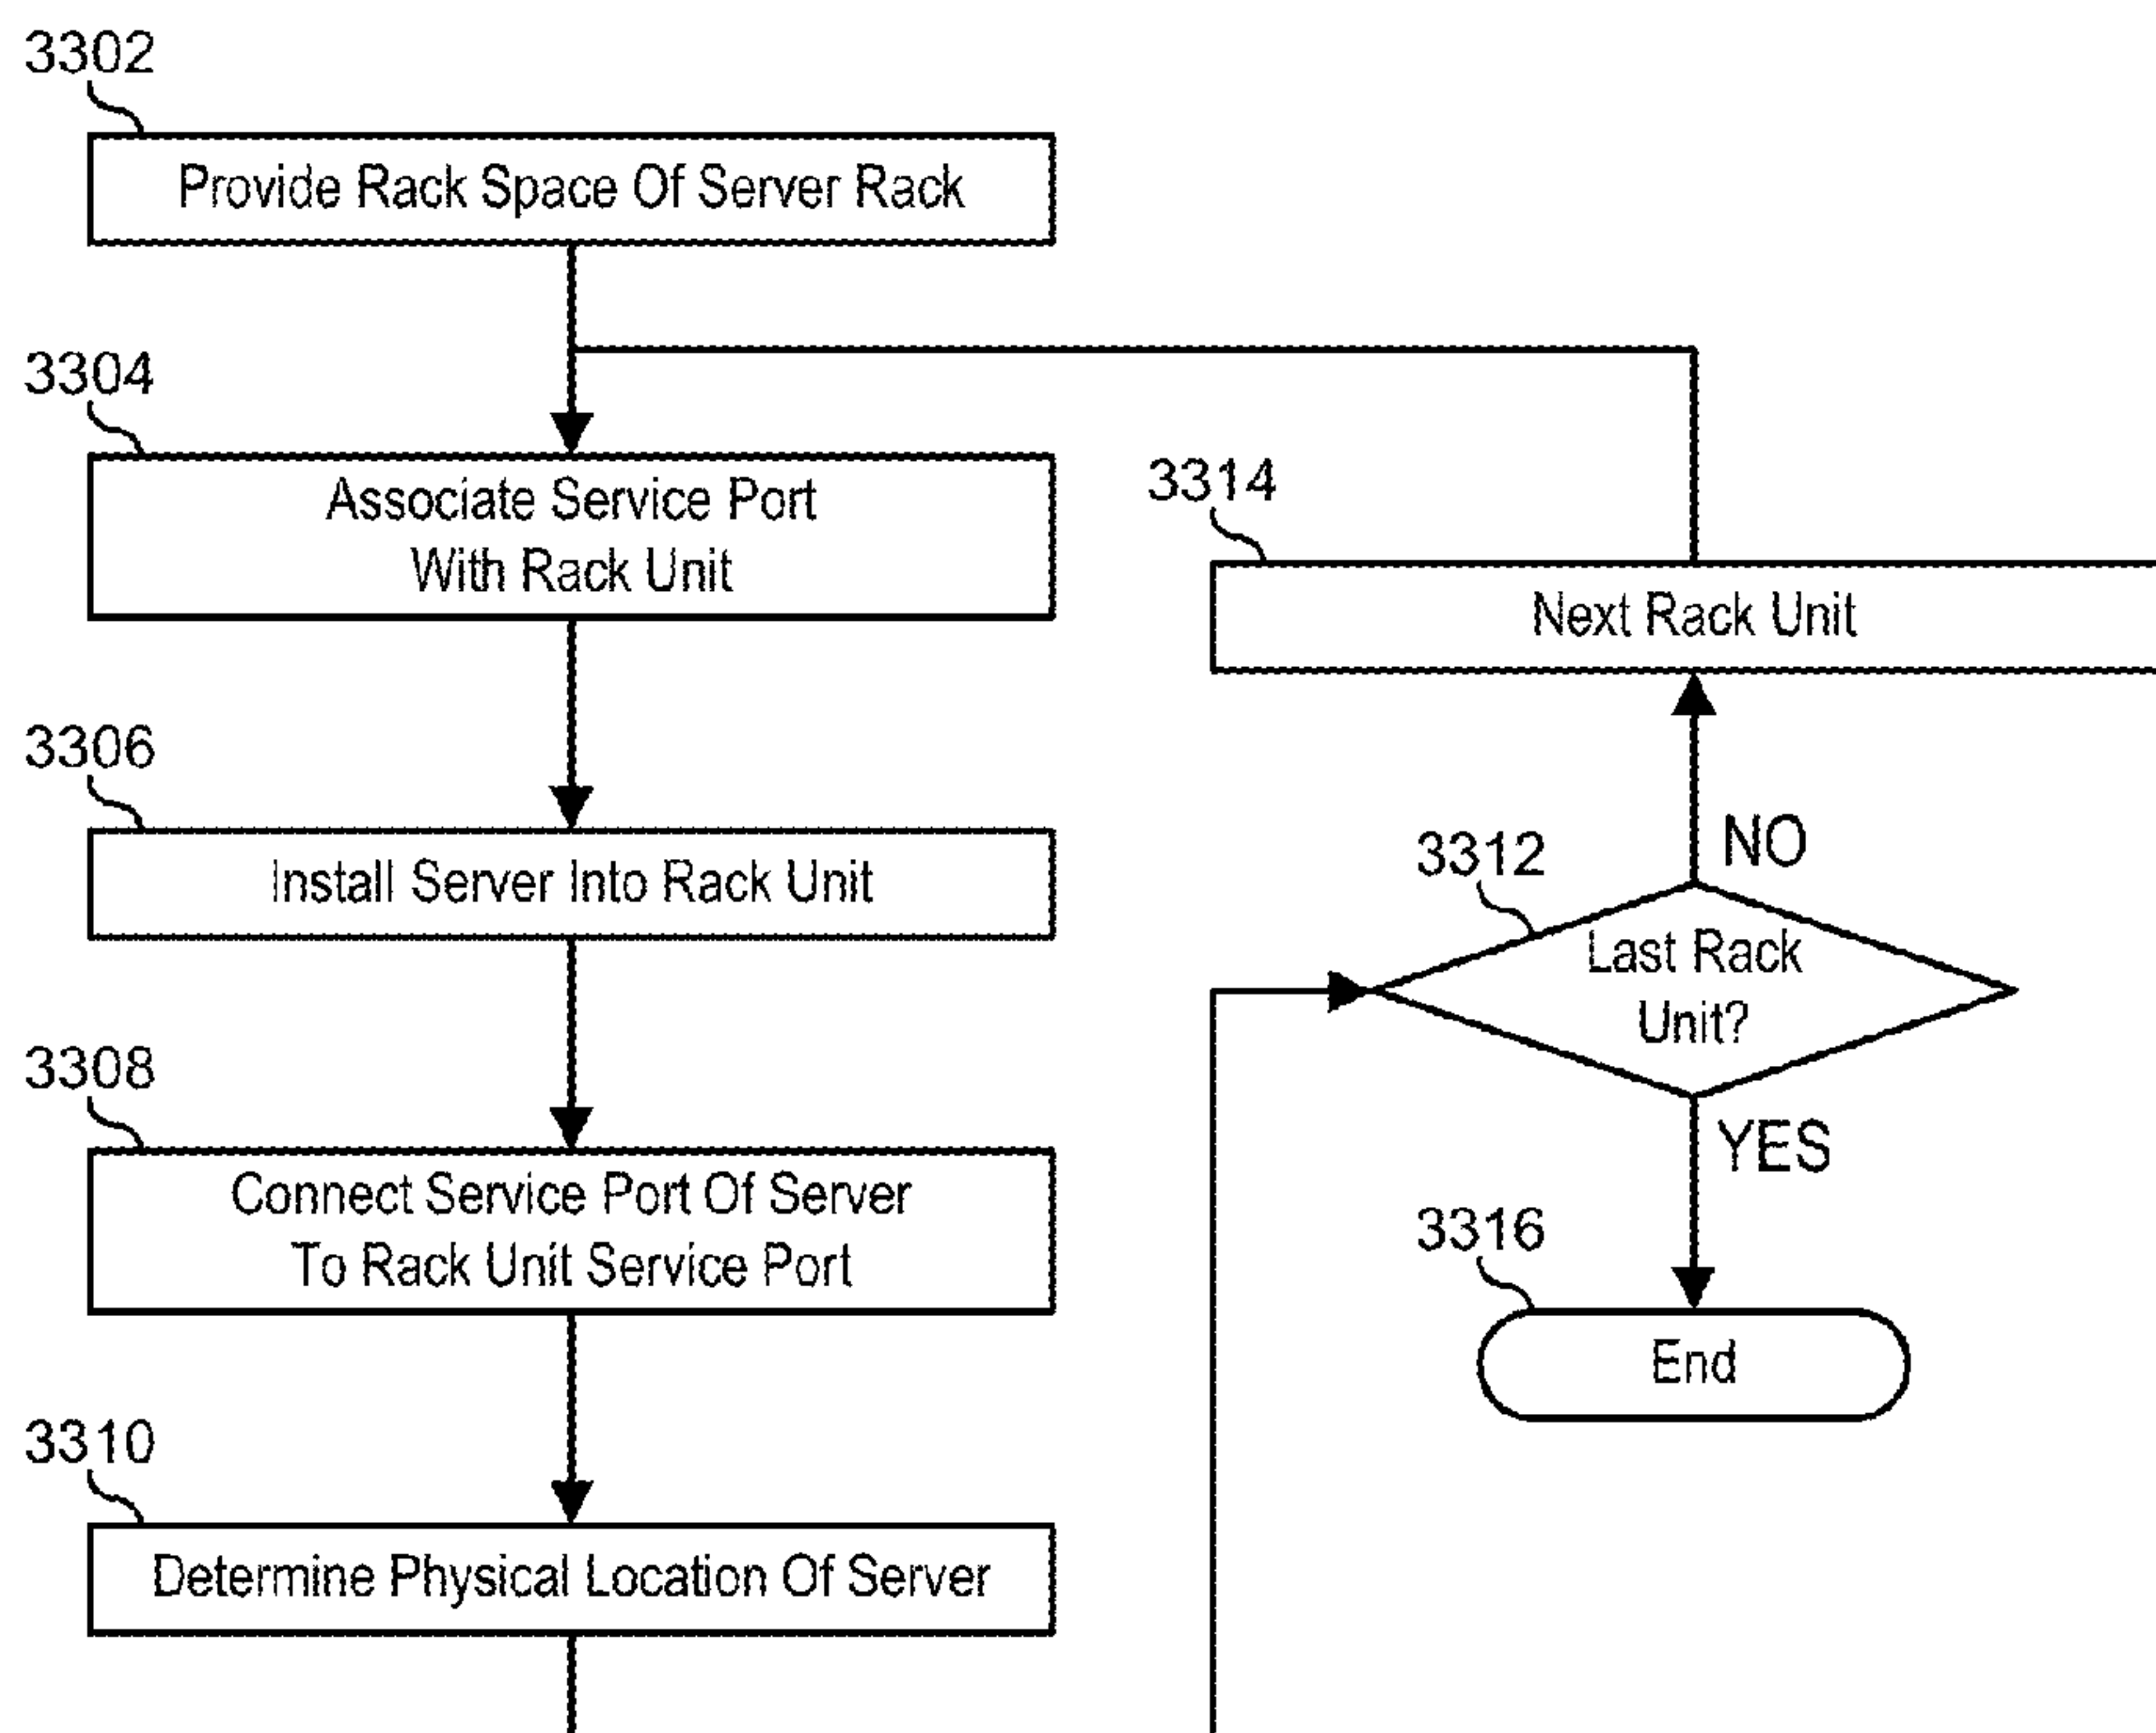 3302
Provide Rack Space Of Server Rack
3304
Associate Service Port
With Rack Unit
3306
Install Server Into Rack Unit
3308
Connect Service Port Of Server
To Rack Unit Service Port
3310
Determine Physical Location Of Server
3314
Next Rack Unit
NO
3312
Last Rack
Unit?
YES
3316
End